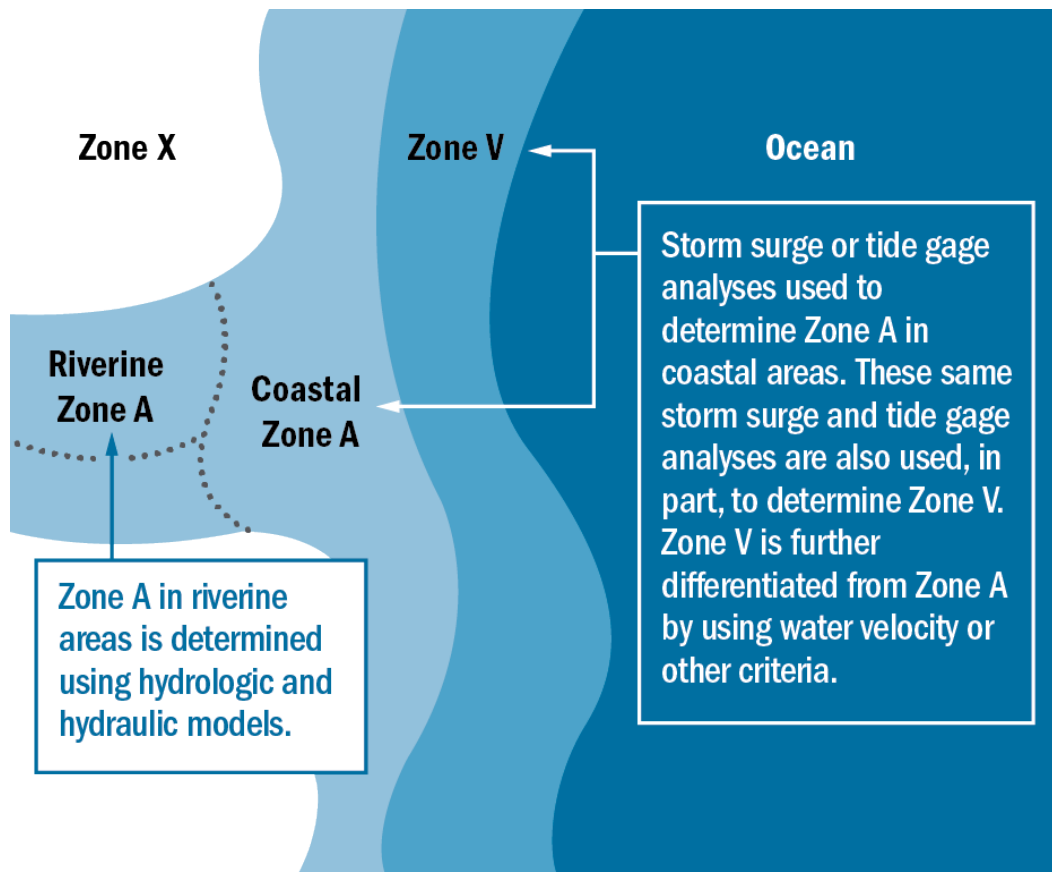 Zone X
Zone V
Ocean
Storm surge or tide gage
analyses used to
determine Zone A in
coastal areas. These same
storm surge and tide gage
analyses are also used, in
part, to determine Zone V.
Zone V is further
differentiated from Zone A
by using water velocity or
other criteria.
Riverine
Zone A
Coastal
Zone A
Zone A in riverine
areas is determined
using hydrologic and
hydraulic models.